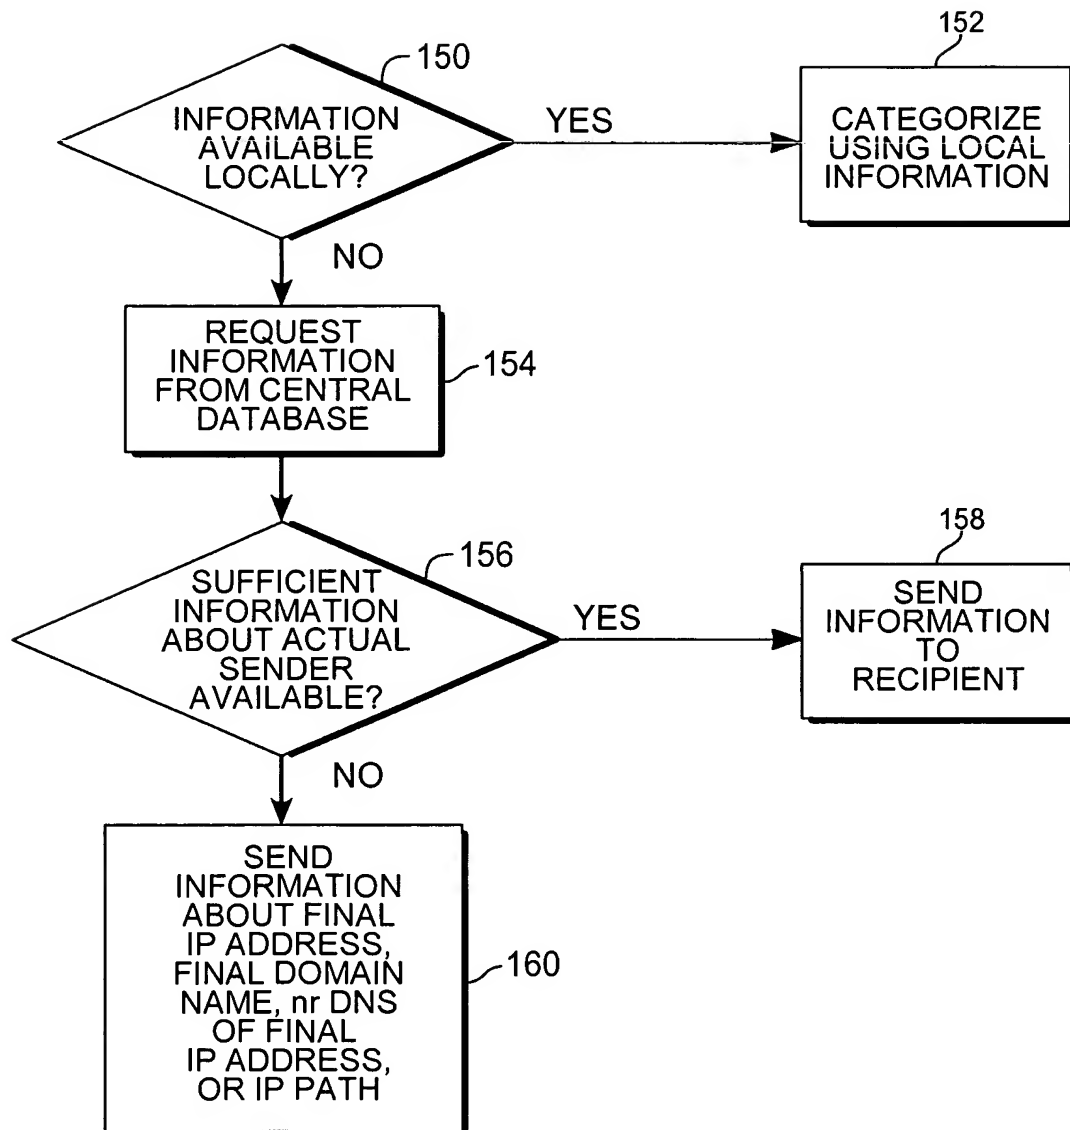 150
INFORMATION
AVAILABLE
LOCALLY?
YES
152
CATEGORIZE
USING LOCAL
INFORMATION
NO
REQUEST
INFORMATION
FROM CENTRAL
DATABASE
154
156
SUFFICIENT
INFORMATION
ABOUT ACTUAL
SENDER
AVAILABLE?
YES
158
SEND
INFORMATION
TO
RECIPIENT
NO
SEND
INFORMATION
ABOUT FINAL
IP ADDRESS,
FINAL DOMAIN
NAME, nr DNS
OF FINAL
IP ADDRESS,
OR IP PATH
160